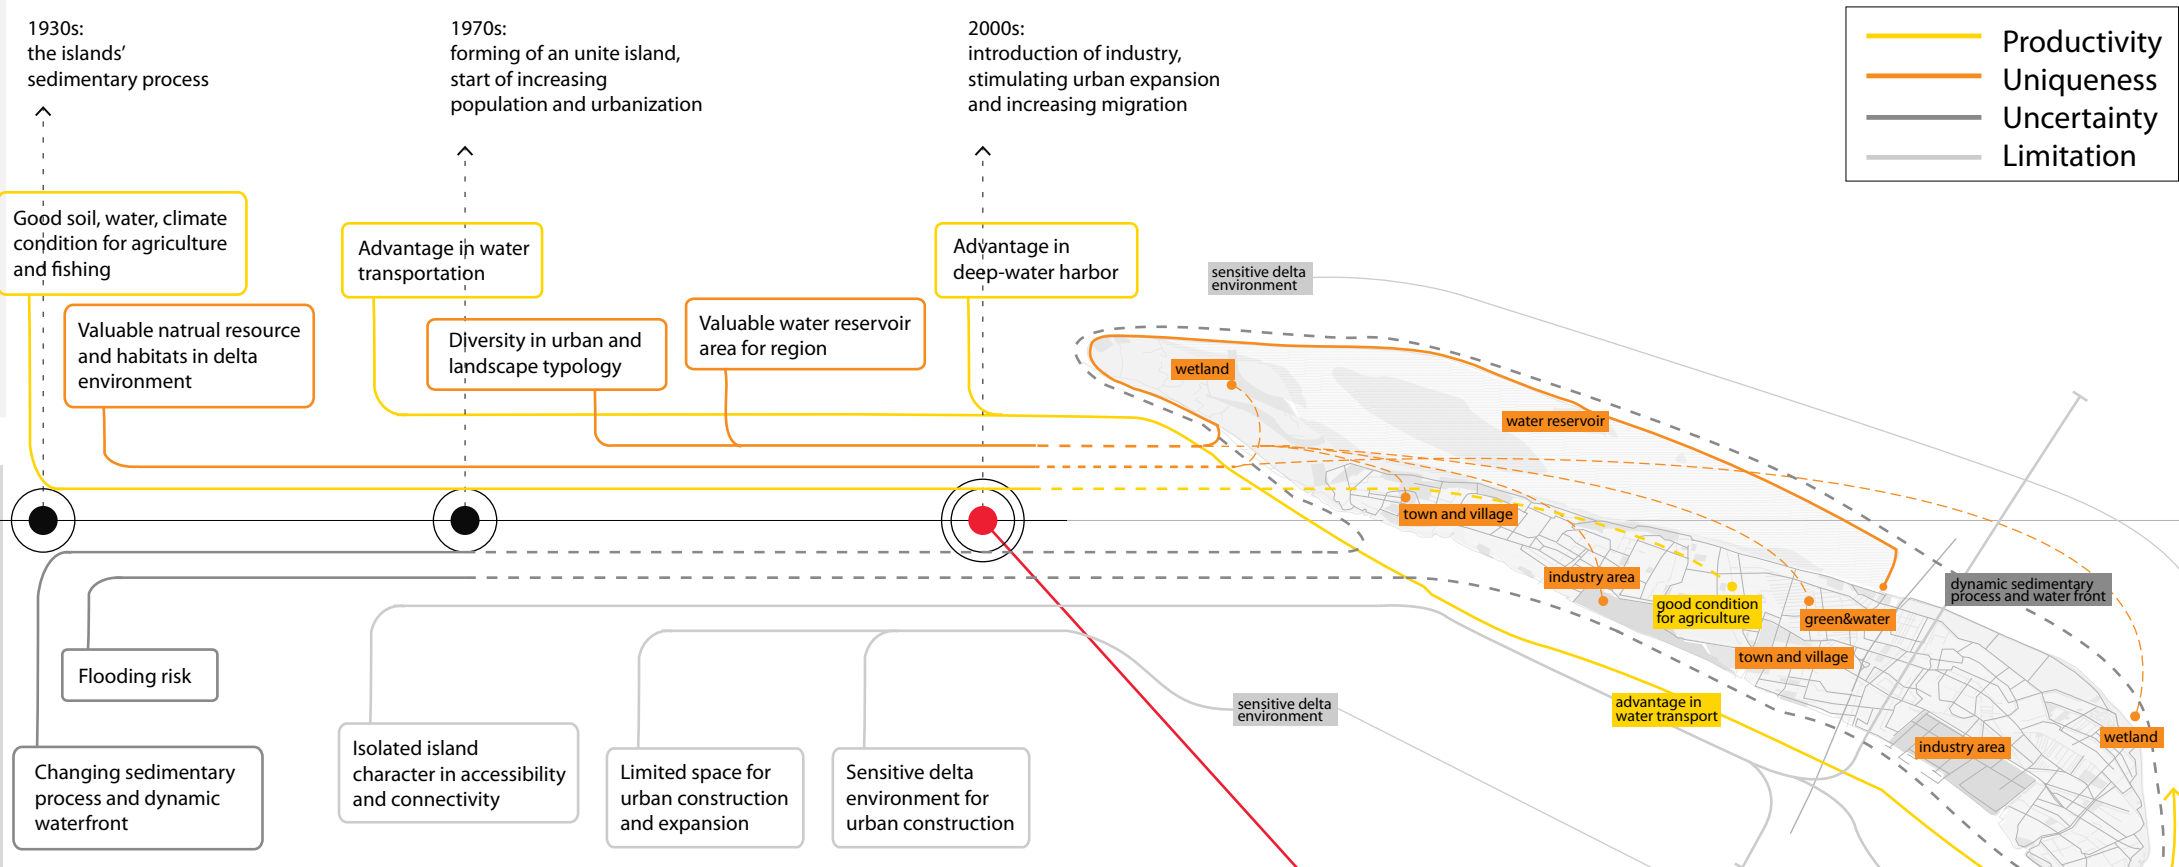 1930s:
the islands'
sedimentary process
1970s:
forming of an unite island,
start of increasing
population and urbanization
2000s:
introduction of industry,
stimulating urban expansion
and increasing migration
Productivity
Uniqueness
Uncertainty
Limitation
Good soil, water, climate
condition for agriculture
and fishing
Advantage in water
transportation
Advantage in
deep-water harbor
Valuable natrual resource
and habitats in delta
environment
Diversity in urban and
landscape typology
Valuable water reservoir
area for region
sensitive delta
environment
wetland
water reservoir
town and village
industry area
good condition
for agriculture
green&water
dynamic sedimentary
process and water front
town and village
advantage in
water transport
sensitive delta
environment
industry area
wetland
Flooding risk
Changing sedimentary
process and dynamic
waterfront
Isolated island
character in accessibility
and connectivity
Limited space for
urban construction
and expansion
Sensitive delta
environment for
urban construction